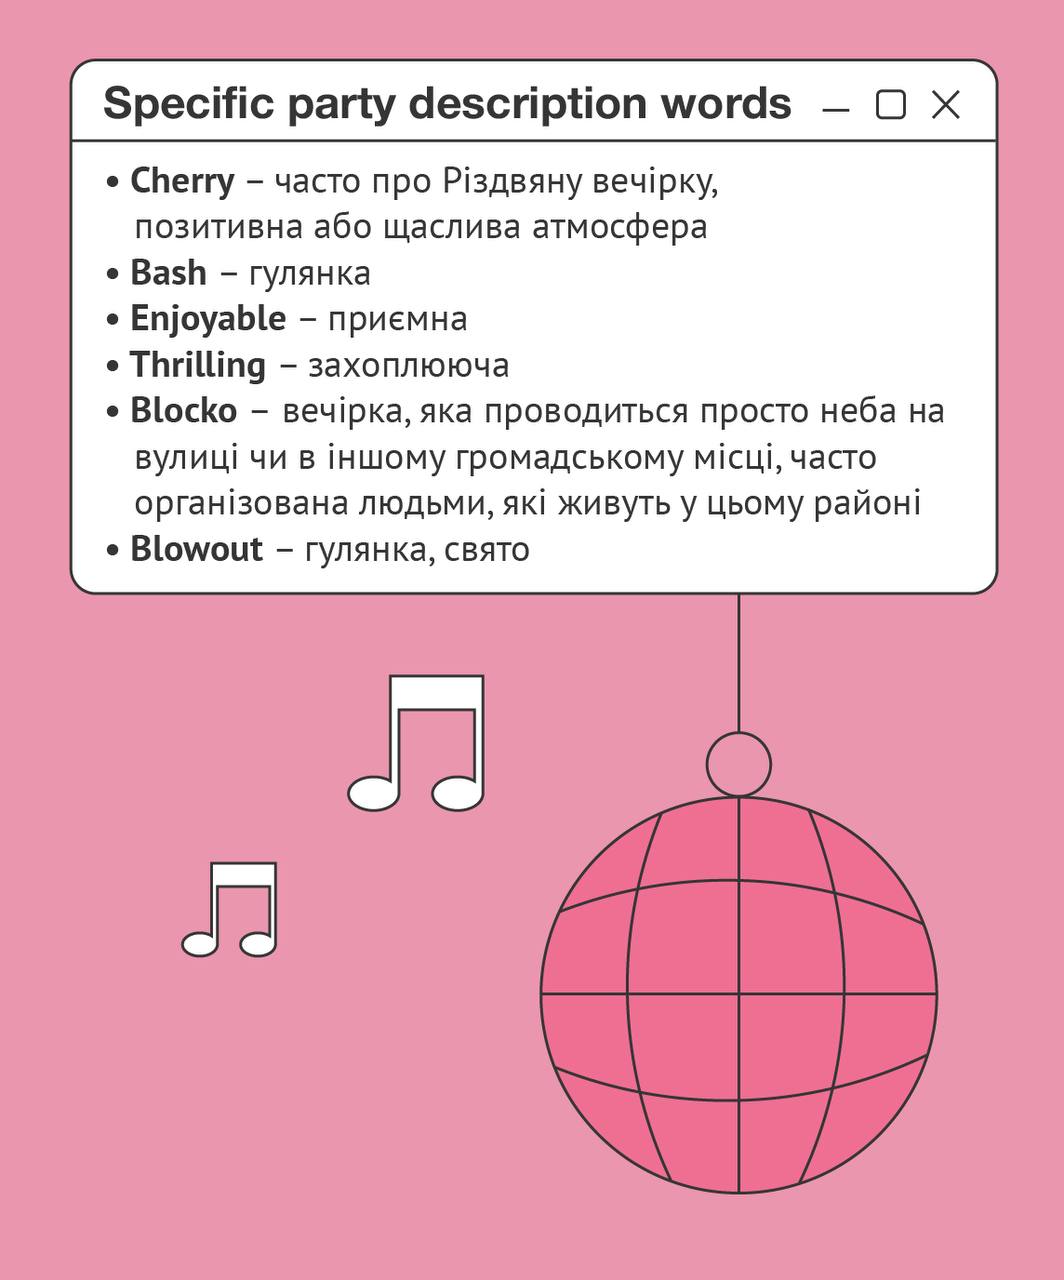 Specific party description words
• Cherry – часто про Різдвяну вечірку,
позитивна або щаслива атмосфера
• Bash – гулянка
• Enjoyable – приємна
• Thrilling – захоплююча
• Blocko – вечірка, яка проводиться просто неба на
вулиці чи в іншому громадському місці, часто
організована людьми, які живуть у цьому районі
• Blowout – гулянка, свято